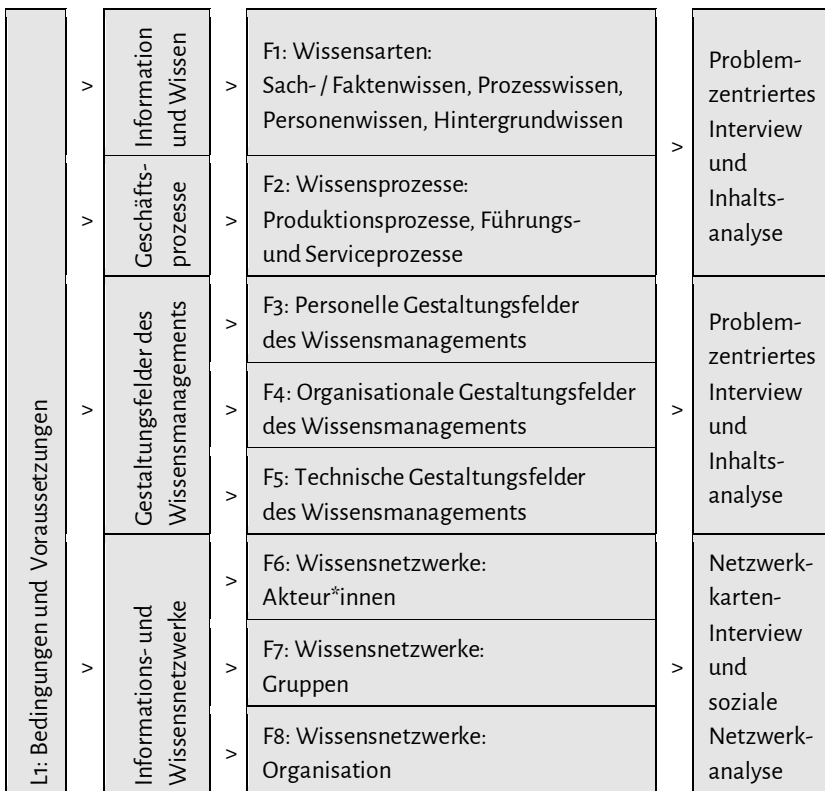 L1: Bedingungen und Voraussetzungen
>
Information
und Wissen
>
F1: Wissensarten:
Sach- / Faktenwissen, Prozesswissen,
Personenwissen, Hintergrundwissen
>
Geschäfts-
prozesse
>
F2: Wissensprozesse:
Produktionsprozesse, Führungs-
und Serviceprozesse
>
Problem-
zentriertes
Interview
und
Inhalts-
analyse
>
Gestaltungsfelder des
Wissensmanagements
>
F3: Personelle Gestaltungsfelder
des Wissensmanagements
>
F4: Organisationale Gestaltungsfelder
des Wissensmanagements
>
F5: Technische Gestaltungsfelder
des Wissensmanagements
>
Problem-
zentriertes
Interview
und
Inhalts-
analyse
>
Informations- und
Wissensnetzwerke
>
F6: Wissensnetzwerke:
Akteur*innen
>
F7: Wissensnetzwerke:
Gruppen
>
F8: Wissensnetzwerke:
Organisation
>
Netzwerk-
karten-
Interview
und
soziale
Netzwerk-
analyse